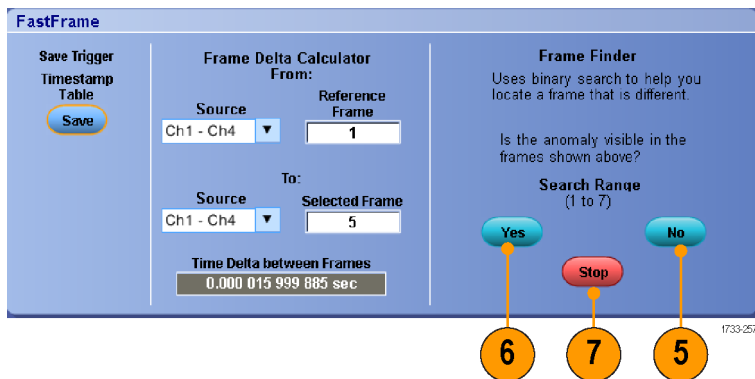 FastFrame
Save Trigger
Timestamp
Table
Save
Frame Delta Calculator
From:
Source
Reference
Frame
Ch1 - Ch4
1
To:
Source
Selected Frame
Ch1 - Ch4
5
Time Delta between Frames
0.000 015 999 885 sec
Frame Finder
Uses binary search to help you
locate a frame that is different.
Is the anomaly visible in the
frames shown above?
Search Range
(1 to 7)
Yes
No
Stop
1733-257
6
7
5